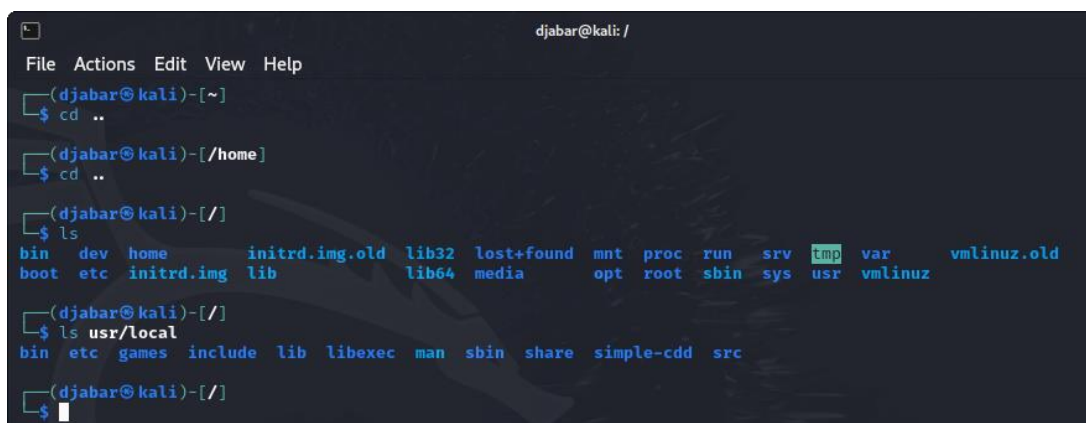 djabar@kali: /
File Actions Edit View Help
┌──(djabar㉿kali)-[~]
└─$ cd ..
┌──(djabar㉿kali)-[/home]
└─$ cd ..
┌──(djabar㉿kali)-[/]
└─$ ls
bin dev home initrd.img.old lib32 lost+found mnt proc run srv tmp var vmlinuz.old
boot etc initrd.img lib lib64 media opt root sbin sys usr vmlinuz
┌──(djabar㉿kali)-[/]
└─$ ls usr/local
bin etc games include lib libexec man sbin share simple-cdd src
┌──(djabar㉿kali)-[/]
└─$